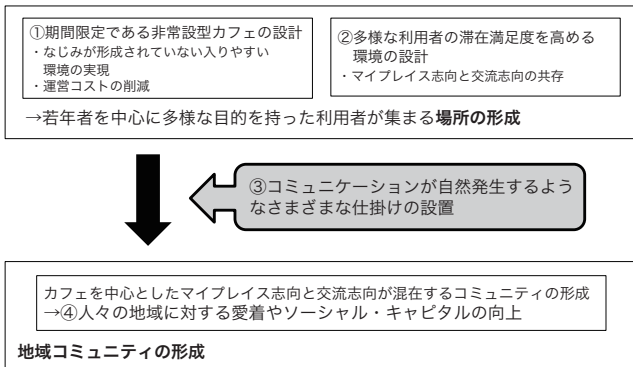 ①期間限定である非常設型カフェの設計
・なじみが形成されていない入りやすい
環境の実現
・運営コストの削減
②多様な利用者の滞在満足度を高める
環境の設計
・マイプレイス志向と交流志向の共存
→若年者を中心に多様な目的を持った利用者が集まる場所の形成
③コミュニケーションが自然発生するよう
なさまざまな仕掛けの設置
カフェを中心としたマイプレイス志向と交流志向が混在するコミュニティの形成
→④人々の地域に対する愛着やソーシャル・キャピタルの向上
地域コミュニティの形成